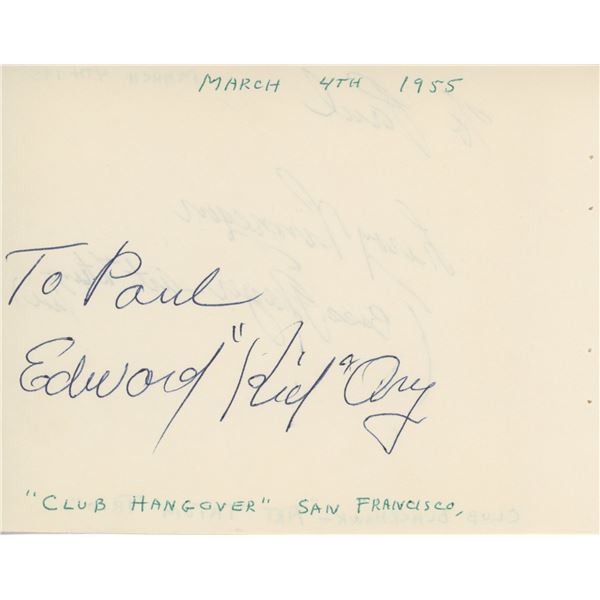 MARCH 4TH 1955
To Paul
Edward "Kid" Ory
"CLUB HANGOVER" SAN FRANCISCO,